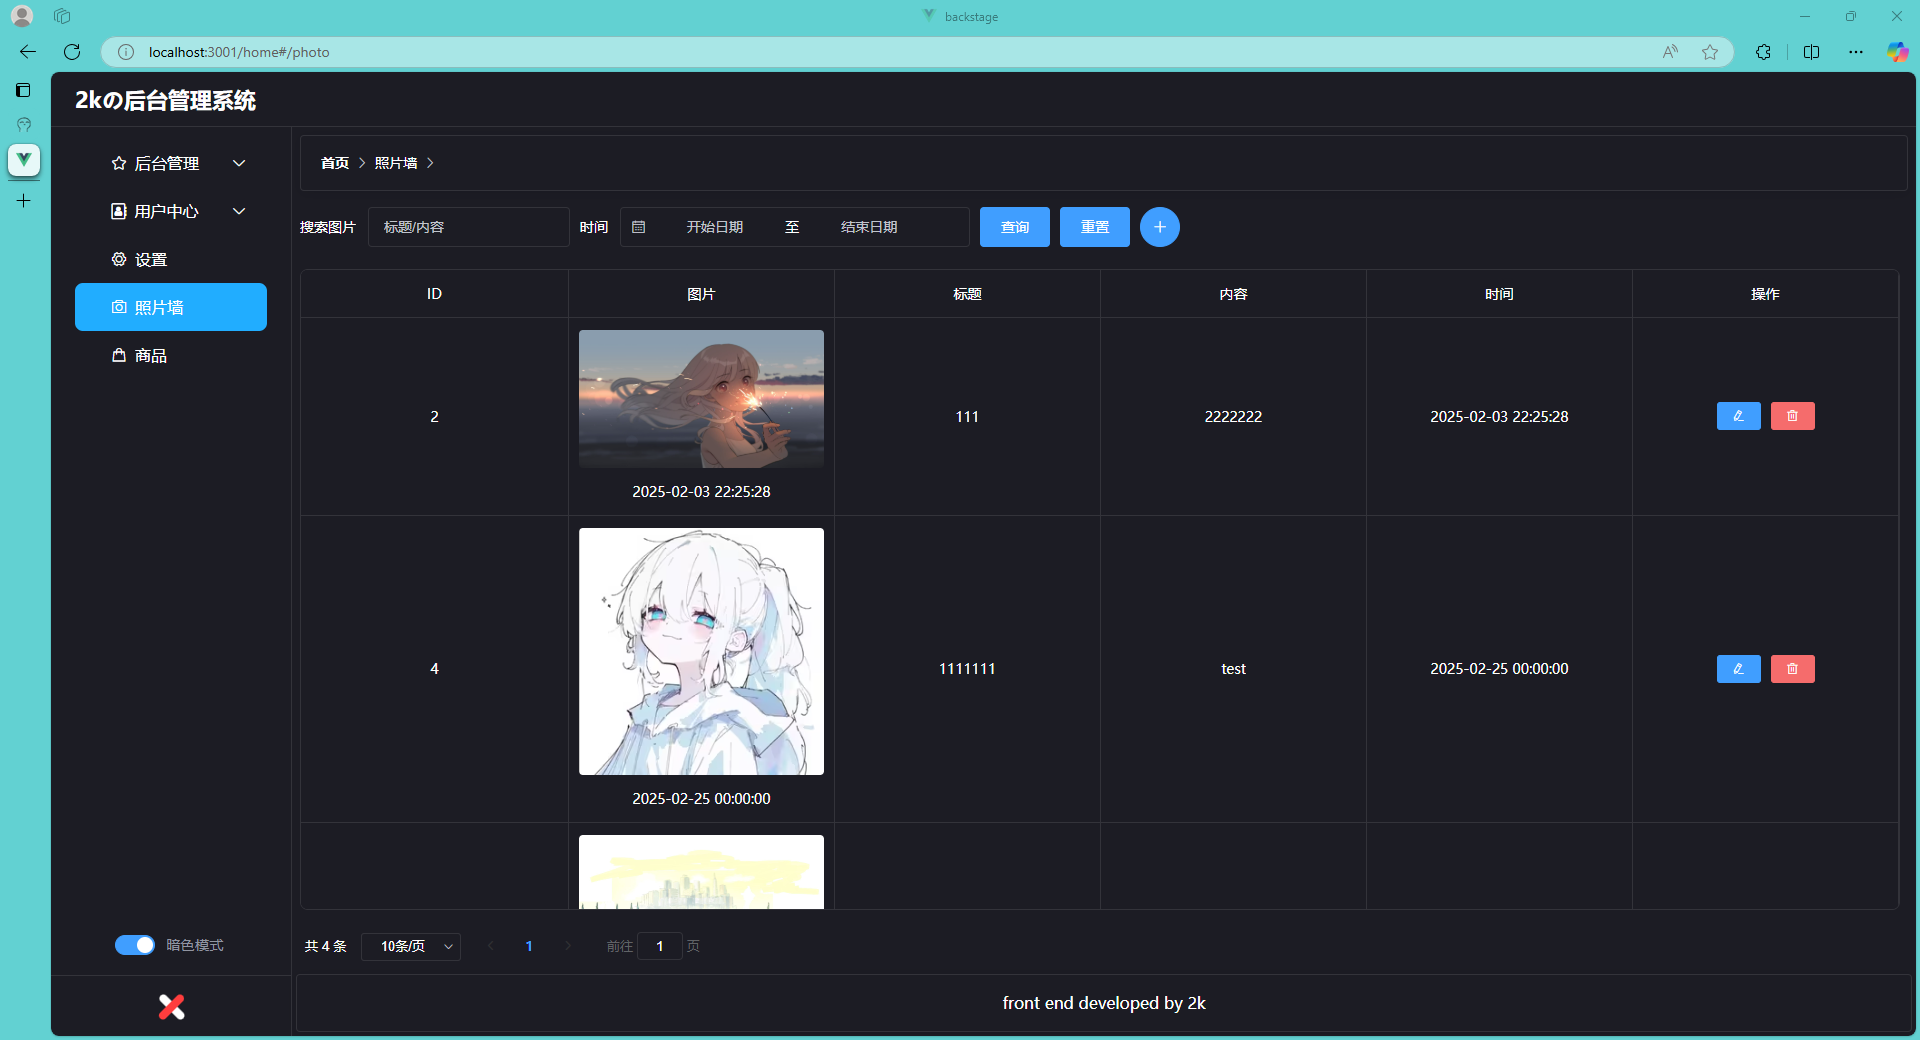 backstage
localhost:3001/home#/photo
2kの后台管理系统
后台管理
用户中心
设置
照片墙
商品
首页 照片墙
搜索图片 标题/内容 时间 开始日期 至 结束日期 查询 重置
ID 图片 标题 内容 时间 操作
2 111 2222222 2025-02-03 22:25:28
2025-02-03 22:25:28
4 1111111 test 2025-02-25 00:00:00
2025-02-25 00:00:00
共 4 条 10条/页 1 前往 1 页
暗色模式
front end developed by 2k